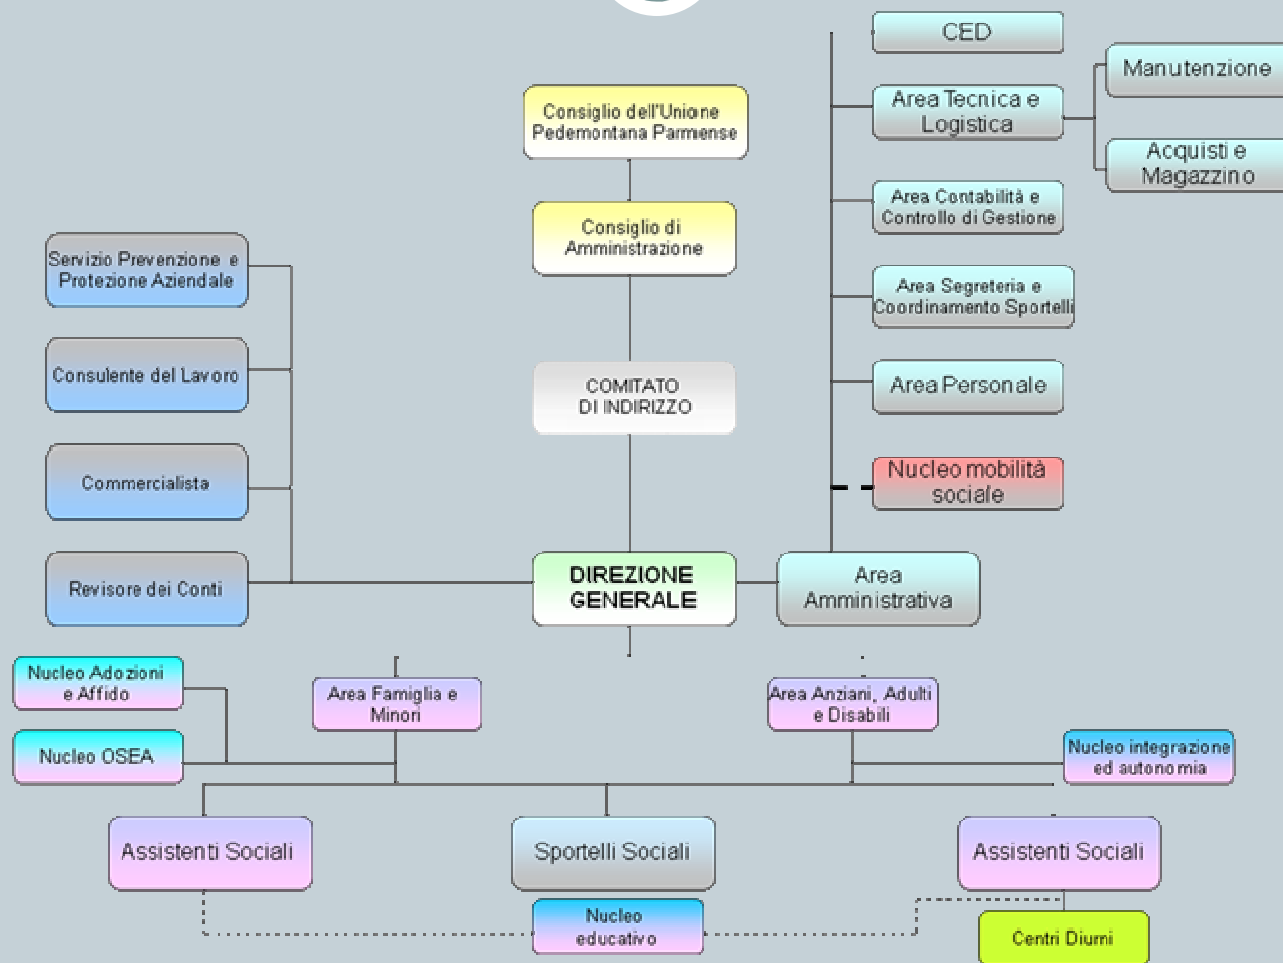 CED
Manutenzione
Area Tecnica e
Logistica
Consiglio dell'Unione
Pedemontana Parmense
Acquisti e
Magazzino
Area Contabilità e
Controllo di Gestione
Consiglio di
Amministrazione
Servizio Prevenzione e
Protezione Aziendale
Area Segreteria e
Coordinamento Sportelli
Consulente del Lavoro
COMITATO
DI INDIRIZZO
Area Personale
Commercialista
Nucleo mobilità
sociale
Revisore dei Conti
DIREZIONE
GENERALE
Area
Amministrativa
Nucleo Adozioni
e Affido
Area Famiglia e
Minori
Area Anziani, Adulti
e Disabili
Nucleo OSEA
Nucleo integrazione
ed autonomia
Assistenti Sociali
Sportelli Sociali
Assistenti Sociali
Nucleo
educativo
Centri Diurni